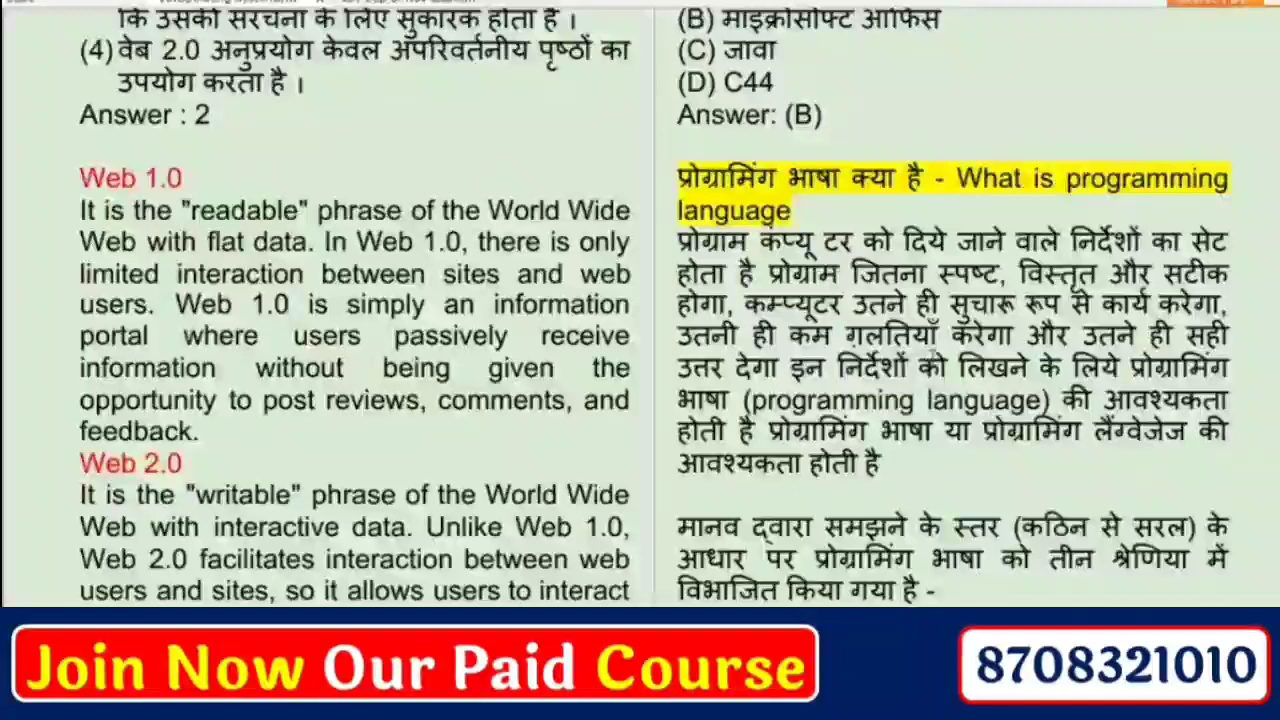 कि उसकी संरचना के लिए सुकारक होता है ।
(4) वेब 2.0 अनुप्रयोग केवल अपरिवर्तनीय पृष्ठों का
उपयोग करता है ।
Answer : 2
Web 1.0
It is the "readable" phrase of the World Wide
Web with flat data. In Web 1.0, there is only
limited interaction between sites and web
users. Web 1.0 is simply an information
portal where users passively receive
information without being given the
opportunity to post reviews, comments, and
feedback.
Web 2.0
It is the "writable" phrase of the World Wide
Web with interactive data. Unlike Web 1.0,
Web 2.0 facilitates interaction between web
users and sites, so it allows users to interact
(B) माइक्रोसॉफ्ट ऑफिस
(C) जावा
(D) C44
Answer: (B)
प्रोग्रामिंग भाषा क्या है - What is programming
language
प्रोग्राम कंप्यू टर को दिये जाने वाले निर्देशों का सेट
होता है प्रोग्राम जितना स्पष्ट, विस्तृत और सटीक
होगा, कम्प्यूटर उतने ही सुचारू रूप से कार्य करेगा,
उतनी ही कम ग़लतियाँ करेगा और उतने ही सही
उत्तर देगा इन निर्देशों को लिखने के लिये प्रोग्रामिंग
भाषा (programming language) की आवश्यकता
होती है प्रोग्रामिंग भाषा या प्रोग्रामिंग लैंग्वेजेज की
आवश्यकता होती है
मानव द्वारा समझने के स्तर (कठिन से सरल) के
आधार पर प्रोग्रामिंग भाषा को तीन श्रेणिया में
विभाजित किया गया है -
Join Now Our Paid Course
8708321010